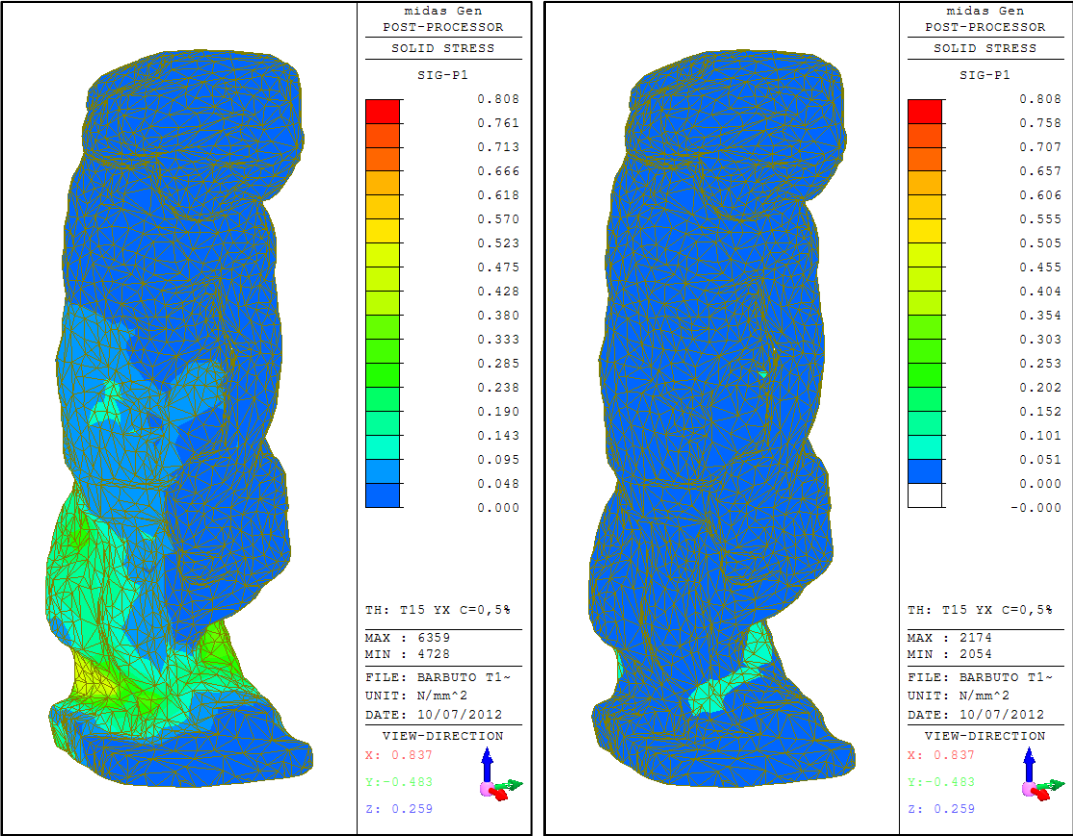 midas Gen
POST-PROCESSOR
SOLID STRESS
SIG-P1
0.808
0.761
0.713
0.666
0.618
0.570
0.523
0.475
0.428
0.380
0.333
0.285
0.238
0.190
0.143
0.095
0.048
0.000
TH: T15 YX C=0,5%
MAX : 6359
MIN : 4728
FILE: BARBUTO T1~
UNIT: N/mm^2
DATE: 10/07/2012
VIEW-DIRECTION
X: 0.837
Y:-0.483
Z: 0.259
midas Gen
POST-PROCESSOR
SOLID STRESS
SIG-P1
0.808
0.758
0.707
0.657
0.606
0.555
0.505
0.455
0.404
0.354
0.303
0.253
0.202
0.152
0.101
0.051
0.000
-0.000
TH: T15 YX C=0,5%
MAX : 2174
MIN : 2054
FILE: BARBUTO T1~
UNIT: N/mm^2
DATE: 10/07/2012
VIEW-DIRECTION
X: 0.837
Y:-0.483
Z: 0.259